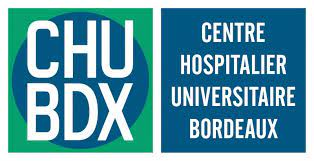 CHU
BDX
CENTRE
HOSPITALIER
UNIVERSITAIRE
BORDEAUX